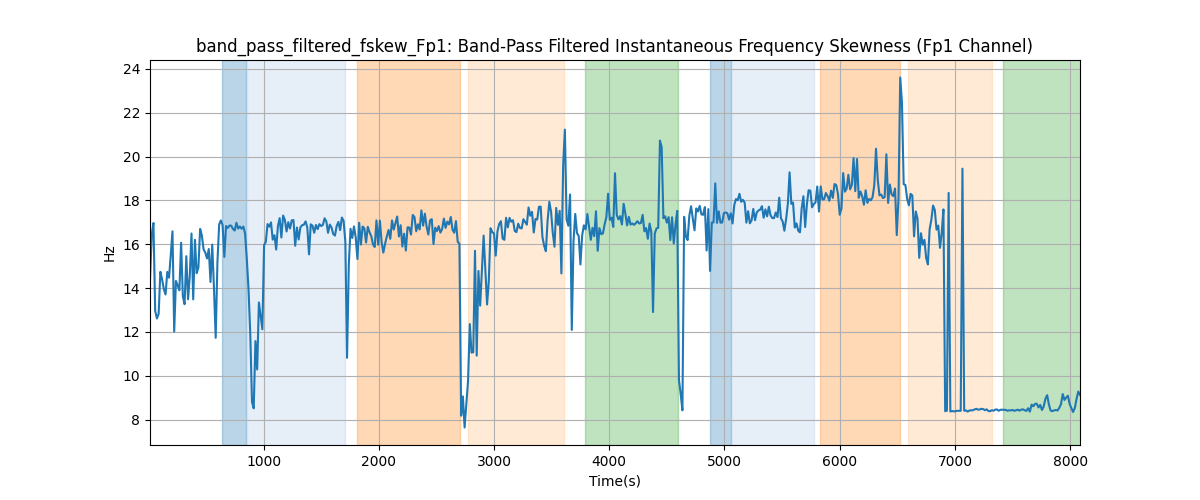 band_pass_filtered_fskew_Fp1: Band-Pass Filtered Instantaneous Frequency Skewness (Fp1 Channel)
24
22
20
18
16
14
12
10
8
Hz
1000 2000 3000 4000 5000 6000 7000 8000
Time(s)